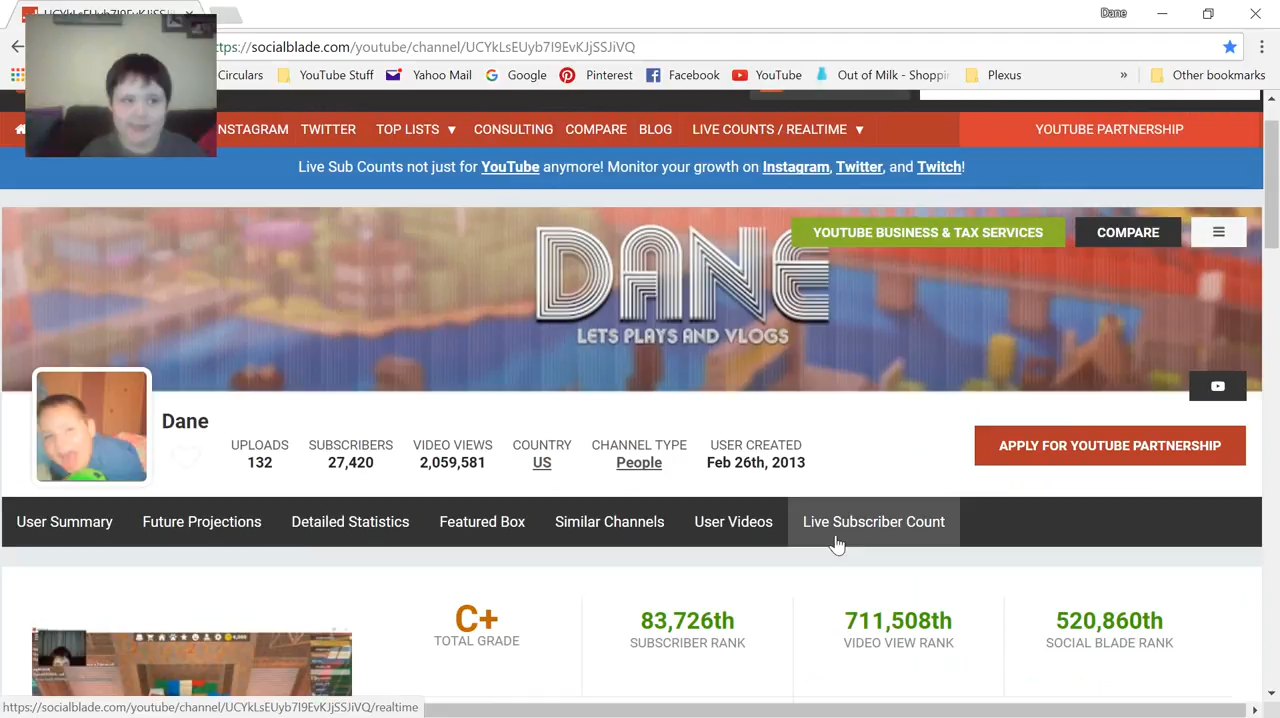 Dane
ttps://socialblade.com/youtube/channel/UCYkLsEUyb7I9EvKJjSSJiVQ
Circulars YouTube Stuff Yahoo Mail Google Pinterest Facebook YouTube Out of Milk - Shoppi Plexus » Other bookmarks
NSTAGRAM TWITTER TOP LISTS ▼ CONSULTING COMPARE BLOG LIVE COUNTS / REALTIME ▼ YOUTUBE PARTNERSHIP
Live Sub Counts not just for YouTube anymore! Monitor your growth on Instagram, Twitter, and Twitch!
YOUTUBE BUSINESS & TAX SERVICES COMPARE
DANE
LETS PLAYS AND VLOGS
Dane
UPLOADS SUBSCRIBERS VIDEO VIEWS COUNTRY CHANNEL TYPE USER CREATED
132 27,420 2,059,581 US People Feb 26th, 2013
APPLY FOR YOUTUBE PARTNERSHIP
User Summary Future Projections Detailed Statistics Featured Box Similar Channels User Videos Live Subscriber Count
C+ 83,726th 711,508th 520,860th
TOTAL GRADE SUBSCRIBER RANK VIDEO VIEW RANK SOCIAL BLADE RANK
https://socialblade.com/youtube/channel/UCYkLsEUyb7I9EvKJjSSJiVQ/realtime